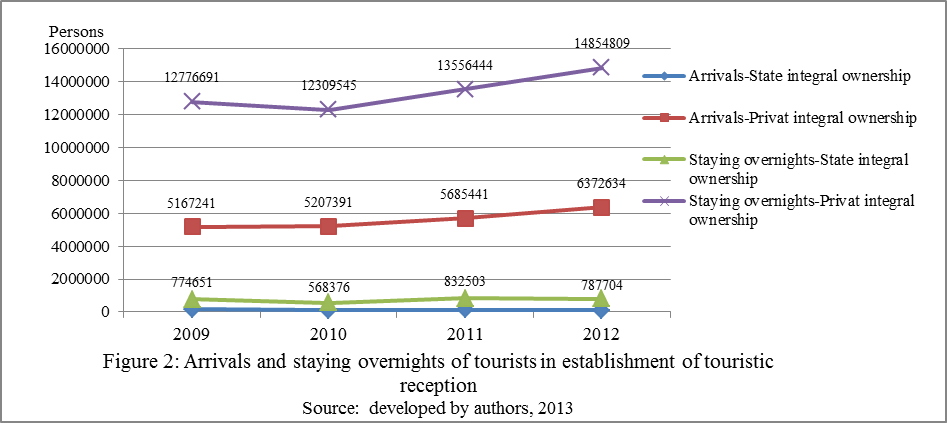 Persons
16000000
14000000
12000000
10000000
8000000
6000000
4000000
2000000
0
12776691
12309545
13556444
14854809
5167241
5207391
5685441
6372634
774651
568376
832503
787704
2009
2010
2011
2012
Arrivals-State integral ownership
Arrivals-Privat integral ownership
Staying overnights-State integral
ownership
Staying overnights-Privat integral
ownership
Figure 2: Arrivals and staying overnights of tourists in establishment of touristic
reception
Source: developed by authors, 2013